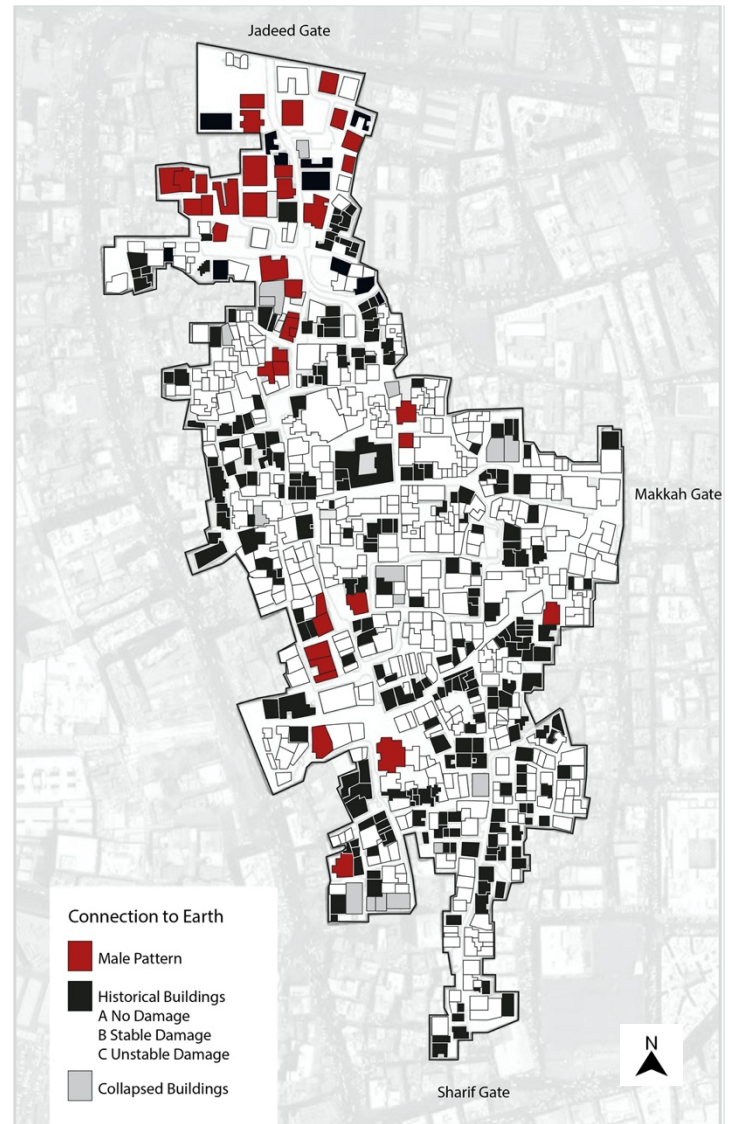 Jadeed Gate
Makkah Gate
Connection to Earth
Male Pattern
Historical Buildings
A No Damage
B Stable Damage
C Unstable Damage
Collapsed Buildings
N
Sharif Gate